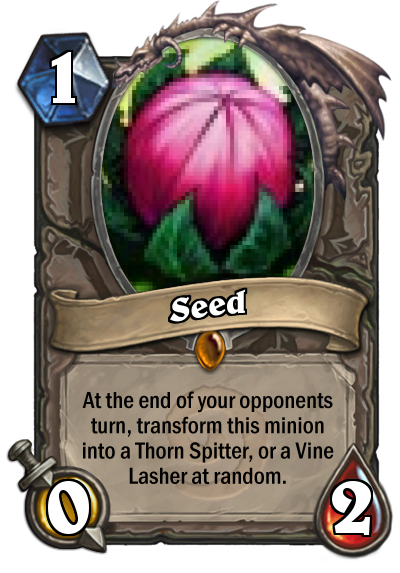 1
Seed
At the end of your opponents
turn, transform this minion
into a Thorn Spitter, or a Vine
Lasher at random.
0
2